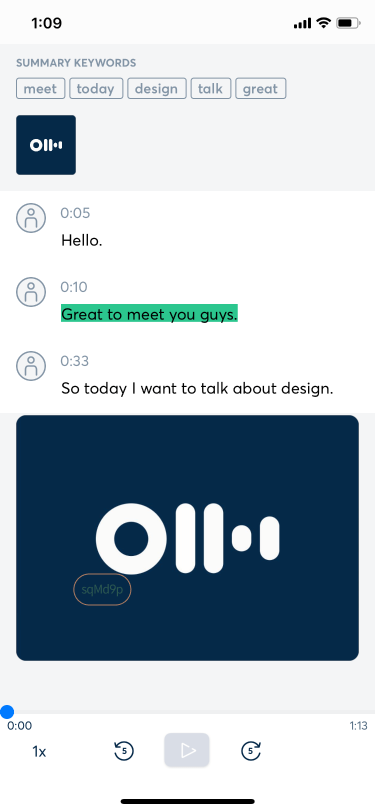 1:09
SUMMARY KEYWORDS
meet today design talk great
0:05
Hello.
0:10
Great to meet you guys.
0:33
So today I want to talk about design.
sqMd9p
0:00 1:13
1x 5 5